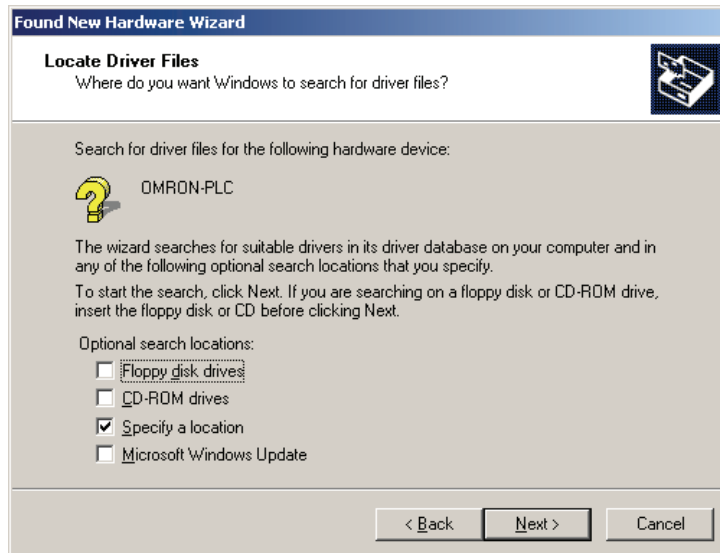 Found New Hardware Wizard
Locate Driver Files
Where do you want Windows to search for driver files?
Search for driver files for the following hardware device:
OMRON-PLC
The wizard searches for suitable drivers in its driver database on your computer and in
any of the following optional search locations that you specify.
To start the search, click Next. If you are searching on a floppy disk or CD-ROM drive,
insert the floppy disk or CD before clicking Next.
Optional search locations:
Floppy disk drives
CD-ROM drives
Specify a location
Microsoft Windows Update
< Back Next > Cancel